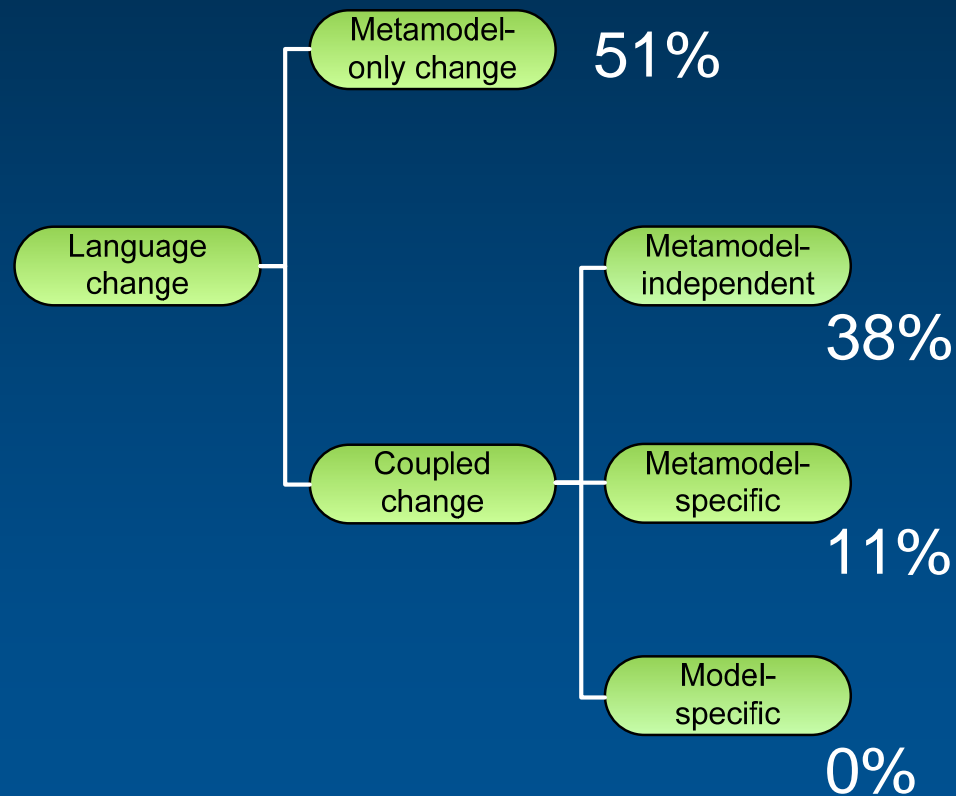 Metamodel-
only change
51%
Language
change
Metamodel-
independent
38%
Coupled
change
Metamodel-
specific
11%
Model-
specific
0%